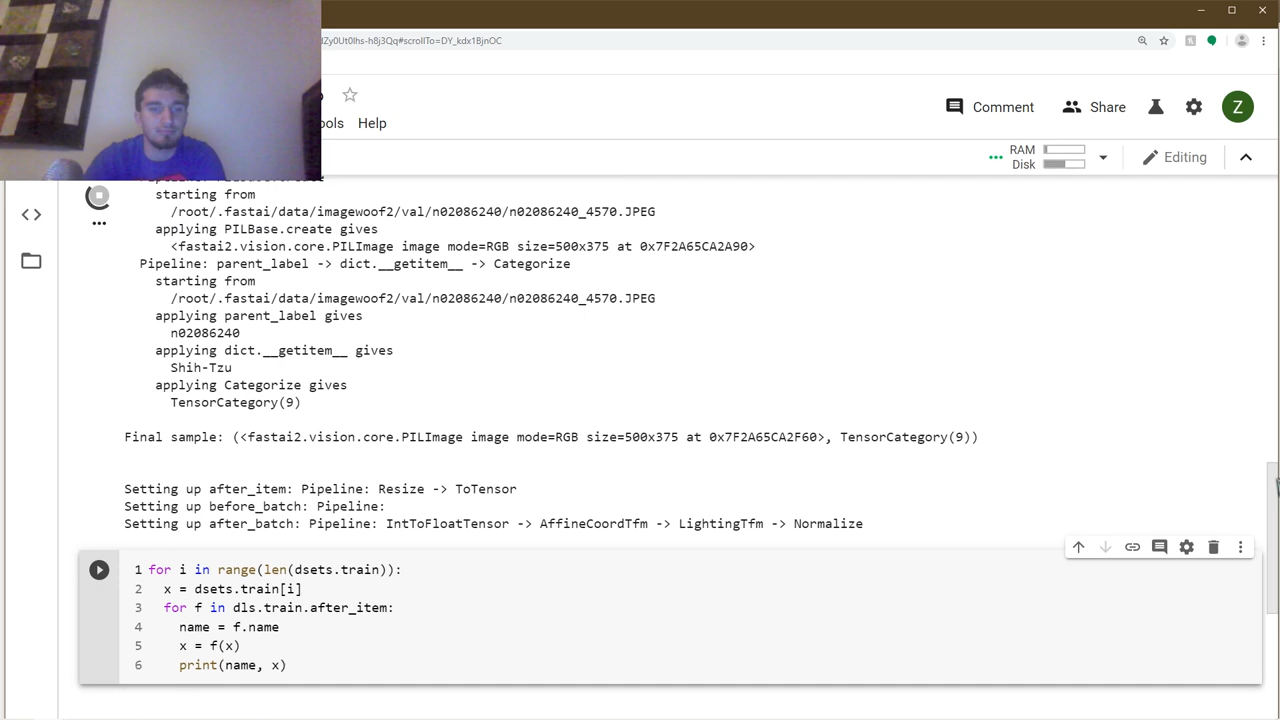 Zy0Ut0lhs-h8j3Qq#scrollTo=DY_kdx1BjnOC
Comment
Share
Z
ools
Help
RAM
Disk
Editing
starting from
/root/.fastai/data/imagewoof2/val/n02086240/n02086240_4570.JPEG
applying PILBase.create gives
<fastai2.vision.core.PILImage image mode=RGB size=500x375 at 0x7F2A65CA2A90>
Pipeline: parent_label -> dict.__getitem__ -> Categorize
starting from
/root/.fastai/data/imagewoof2/val/n02086240/n02086240_4570.JPEG
applying parent_label gives
n02086240
applying dict.__getitem__ gives
Shih-Tzu
applying Categorize gives
TensorCategory(9)
Final sample: (<fastai2.vision.core.PILImage image mode=RGB size=500x375 at 0x7F2A65CA2F60>, TensorCategory(9))
Setting up after_item: Pipeline: Resize -> ToTensor
Setting up before_batch: Pipeline:
Setting up after_batch: Pipeline: IntToFloatTensor -> AffineCoordTfm -> LightingTfm -> Normalize
1 for i in range(len(dsets.train)):
2 x = dsets.train[i]
3 for f in dls.train.after_item:
4 name = f.name
5 x = f(x)
6 print(name, x)